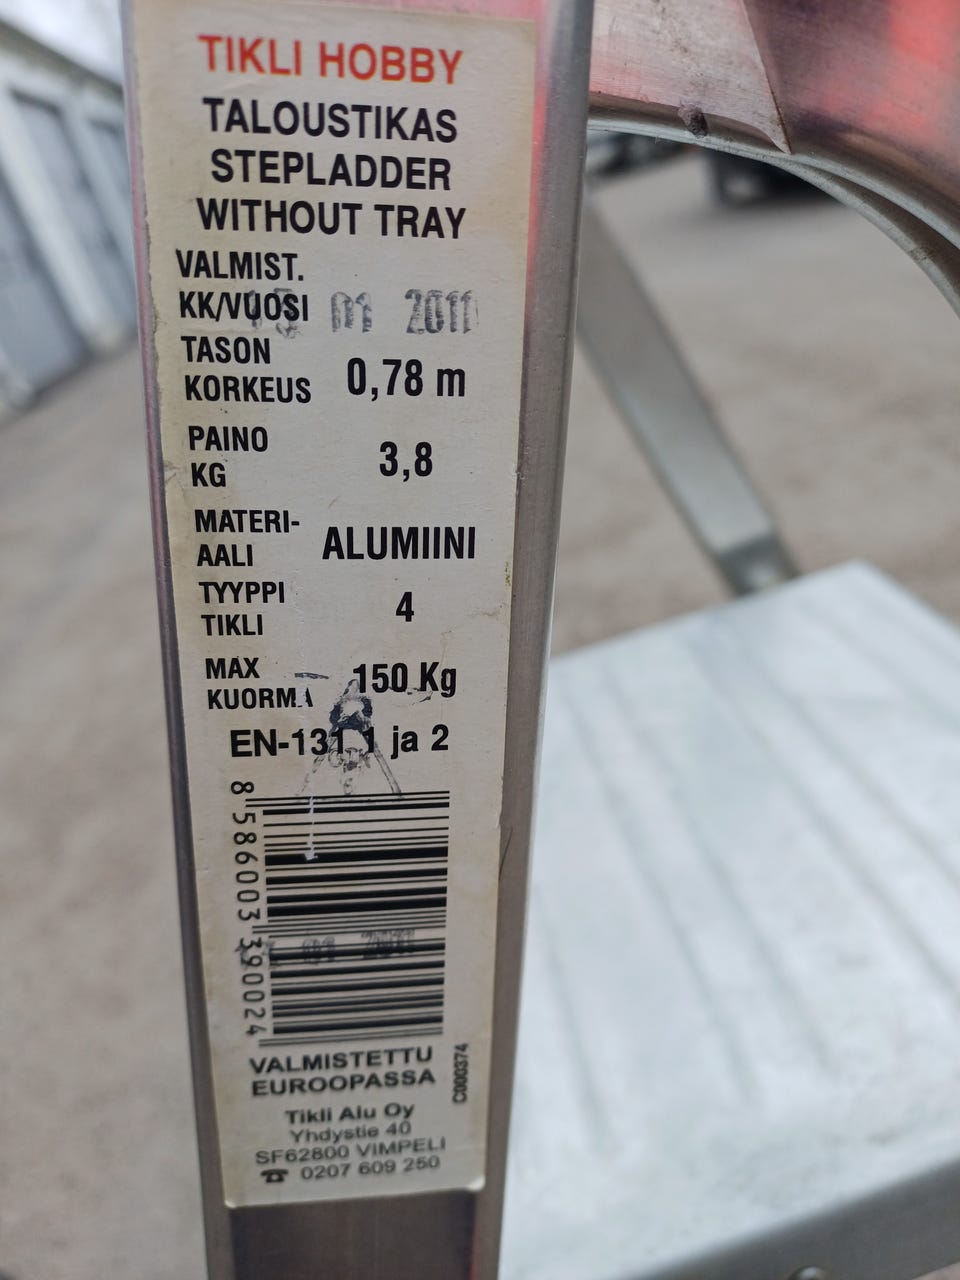 TIKLI HOBBY
TALOUSTIKAS
STEPLADDER
WITHOUT TRAY
VALMIST.
KK/VUOSI 01 2011
TASON
KORKEUS 0,78 m
PAINO
KG 3,8
MATERI-
AALI ALUMIINI
TYYPPI
TIKLI 4
MAX
KUORMA 150 Kg
EN-131 1 ja 2
8 586003 390024
01 2011
VALMISTETTU
EUROOPASSA
C000374
Tikli Alu Oy
Yhdystie 40
SF62800 VIMPELI
☎ 0207 609 250